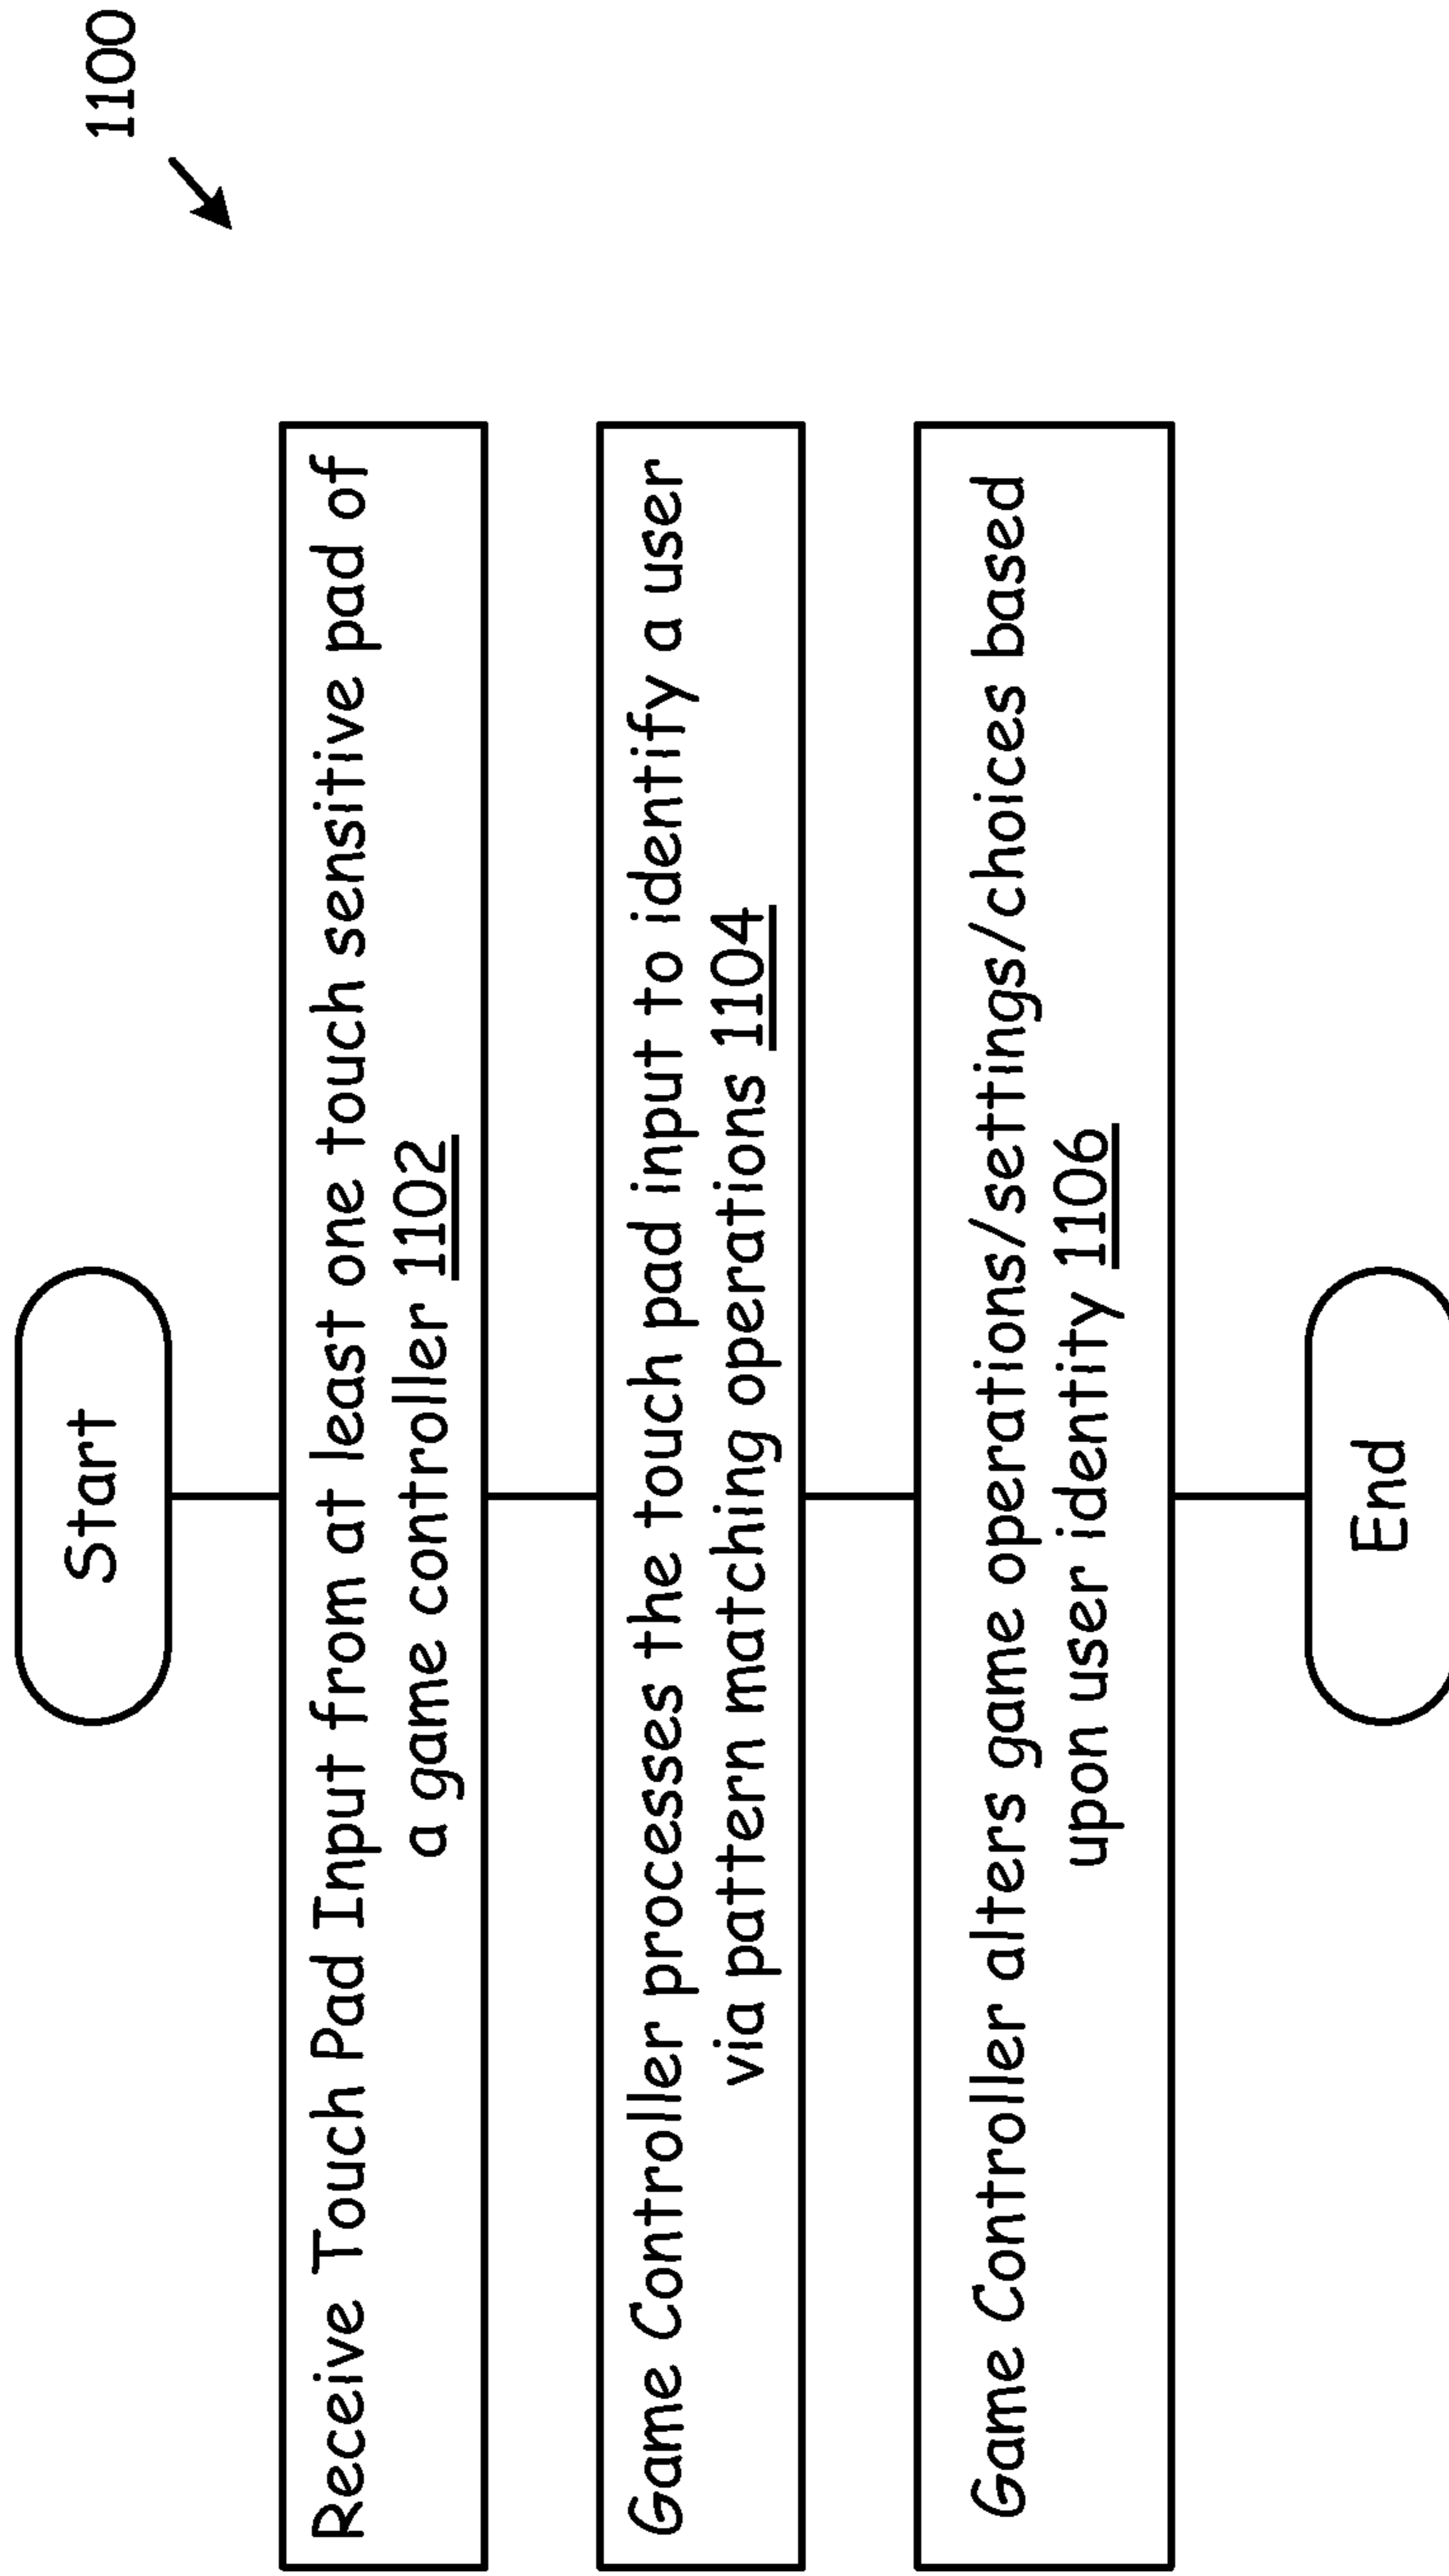 1100
Start
Receive Touch Pad Input from at least one touch sensitive pad of
a game controller 1102
Game Controller processes the touch pad input to identify a user
via pattern matching operations 1104
Game Controller alters game operations/settings/choices based
upon user identity 1106
End